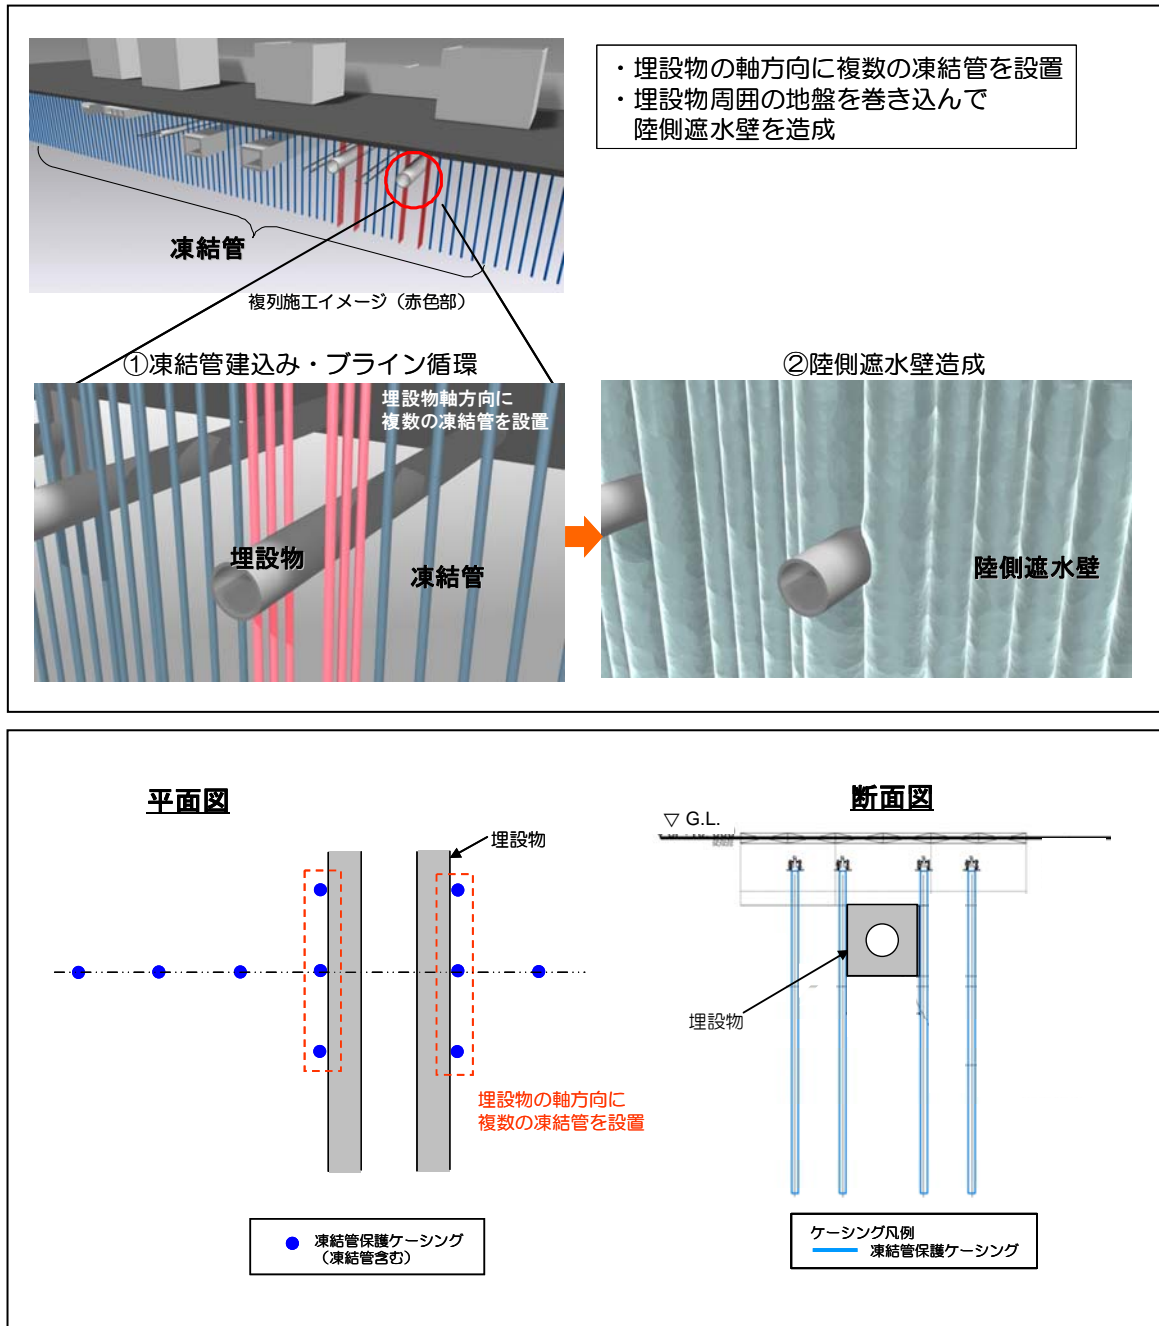 ・埋設物の軸方向に複数の凍結管を設置
・埋設物周囲の地盤を巻き込んで
陸側遮水壁を造成
凍結管
複列施工イメージ（赤色部）
①凍結管建込み・ブライン循環
埋設物軸方向に
複数の凍結管を設置
埋設物
凍結管
②陸側遮水壁造成
陸側遮水壁
平面図
埋設物
埋設物の軸方向に
複数の凍結管を設置
凍結管保護ケーシング
（凍結管含む）
断面図
▽ G.L.
埋設物
ケーシング凡例
凍結管保護ケーシング